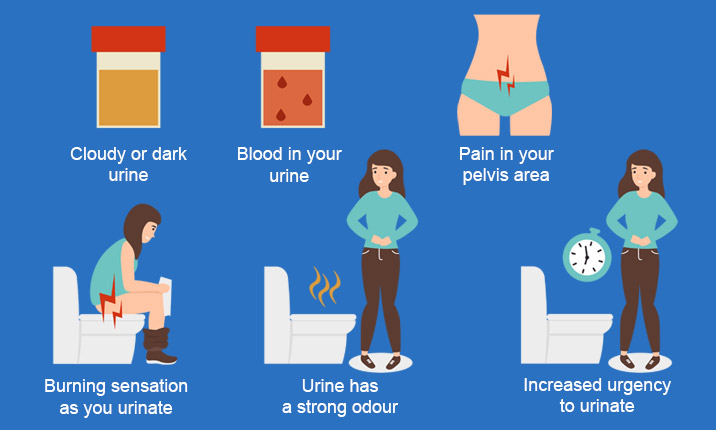 Cloudy or dark
urine
Blood in your
urine
Pain in your
pelvis area
Burning sensation
as you urinate
Urine has
a strong odour
Increased urgency
to urinate